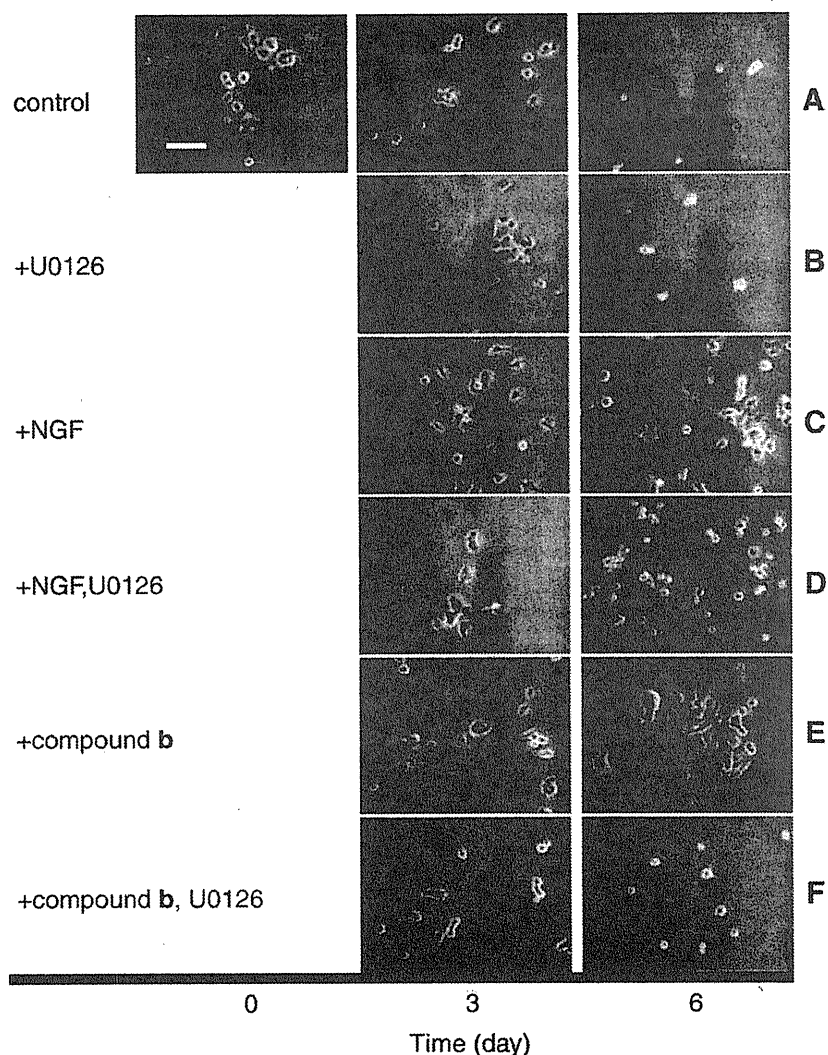 control
A
+U0126
B
+NGF
C
+NGF,U0126
D
+compound b
E
+compound b, U0126
F
0 3 6
Time (day)